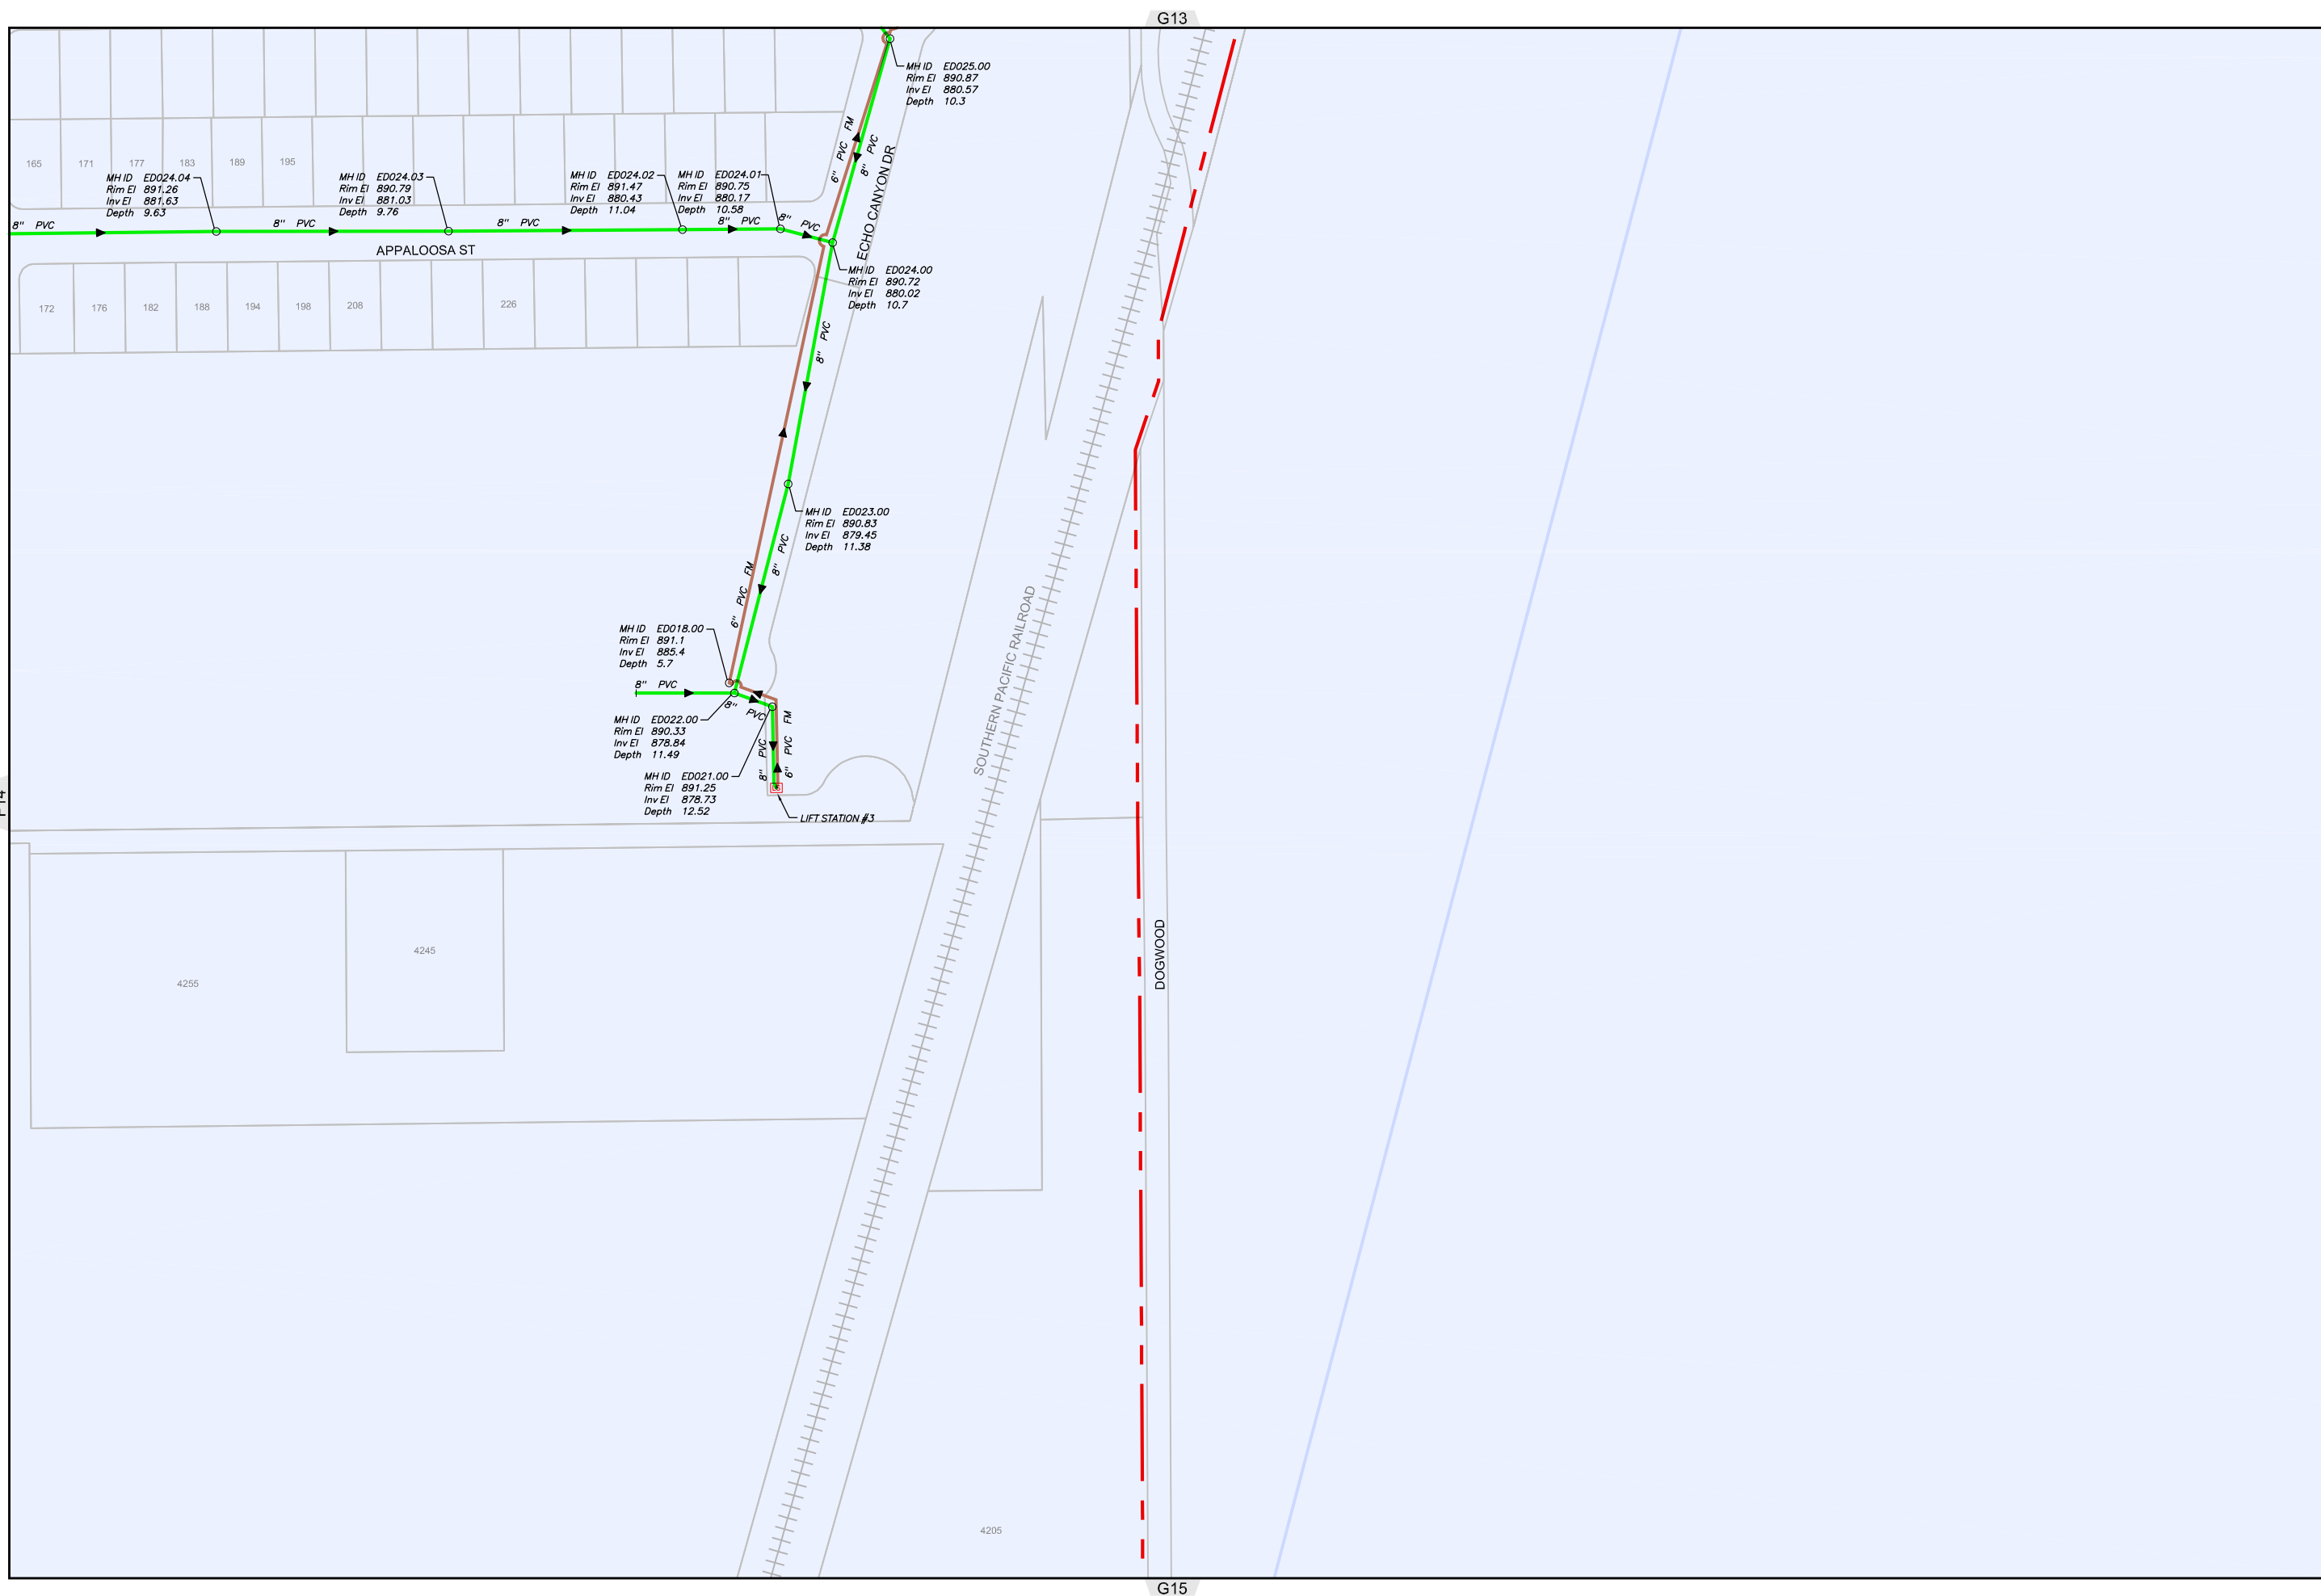 G13
MH ID ED025.00
Rim El 890.87
Inv El 880.57
Depth 10.3
6" PVC FM
8" PVC
ECHO CANYON DR
165
171
177
183
189
195
MH ID ED024.04
Rim El 891.26
Inv El 881.63
Depth 9.63
MH ID ED024.03
Rim El 890.79
Inv El 881.03
Depth 9.76
MH ID ED024.02
Rim El 891.47
Inv El 880.43
Depth 11.04
MH ID ED024.01
Rim El 890.75
Inv El 880.17
Depth 10.58
8" PVC
8" PVC
8" PVC
8" PVC
8" PVC
APPALOOSA ST
MH ID ED024.00
Rim El 890.72
Inv El 880.02
Depth 10.7
172
176
182
188
194
198
208
226
8" PVC
MH ID ED023.00
Rim El 890.83
Inv El 879.45
Depth 11.38
8" PVC
6" PVC FM
SOUTHERN PACIFIC RAILROAD
MH ID ED018.00
Rim El 891.1
Inv El 885.4
Depth 5.7
8" PVC
8" PVC
MH ID ED022.00
Rim El 890.33
Inv El 878.84
Depth 11.49
8" PVC
6" PVC FM
MH ID ED021.00
Rim El 891.25
Inv El 878.73
Depth 12.52
LIFT STATION #3
4245
4255
DOGWOOD
4205
G15